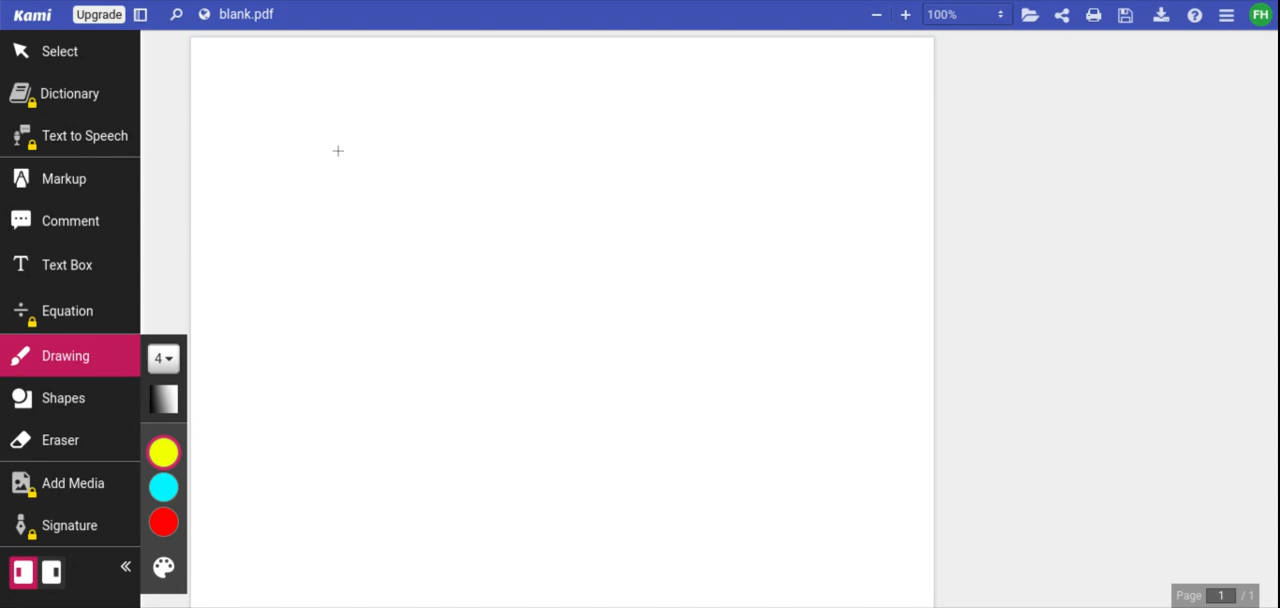 Kami Upgrade blank.pdf 100% FH
Select
Dictionary
Text to Speech
Markup
Comment
Text Box
Equation
Drawing
4
Shapes
Eraser
Add Media
Signature
Page 1 / 1